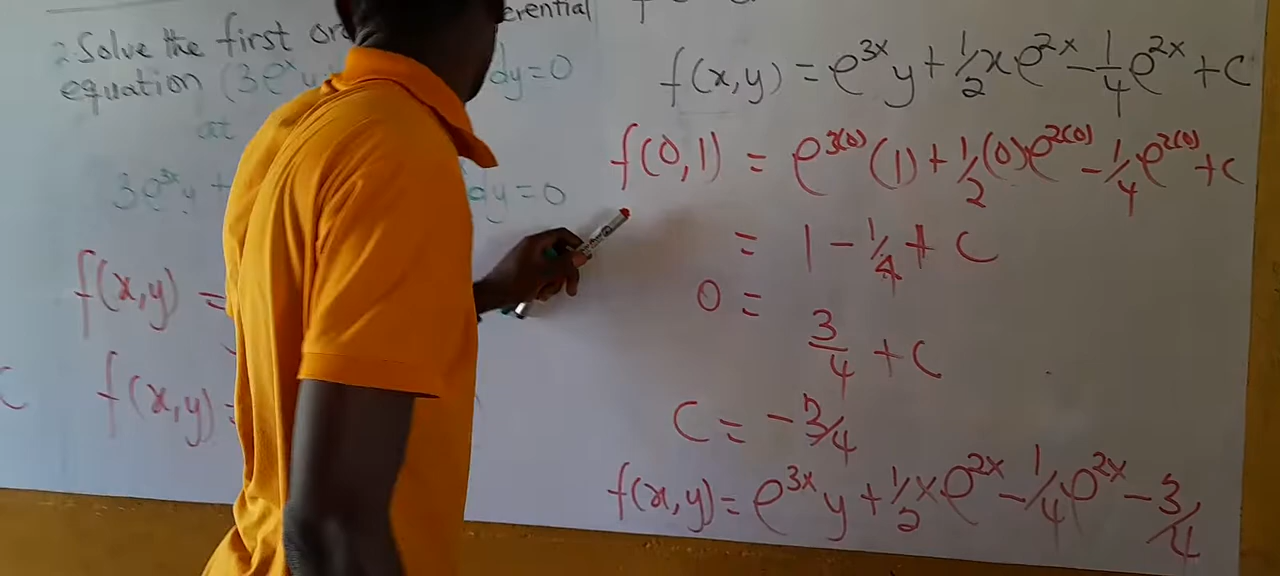 2. Solve the first erential
equation (3e^x y dy=0
at
3e^{3x}y + dy=0
f(x,y) =
C f(x,y) =
f(x,y) = e^{3x}y + 1/2 x e^{2x} - 1/4 e^{2x} + C
f(0,1) = e^{3(0)}(1) + 1/2 (0)e^{2(0)} - 1/4 e^{2(0)} + C
= 1 - 1/4 + C
0 =
3/4 + C
C = -3/4
f(x,y) = e^{3x}y + 1/2 x e^{2x} - 1/4 e^{2x} - 3/4